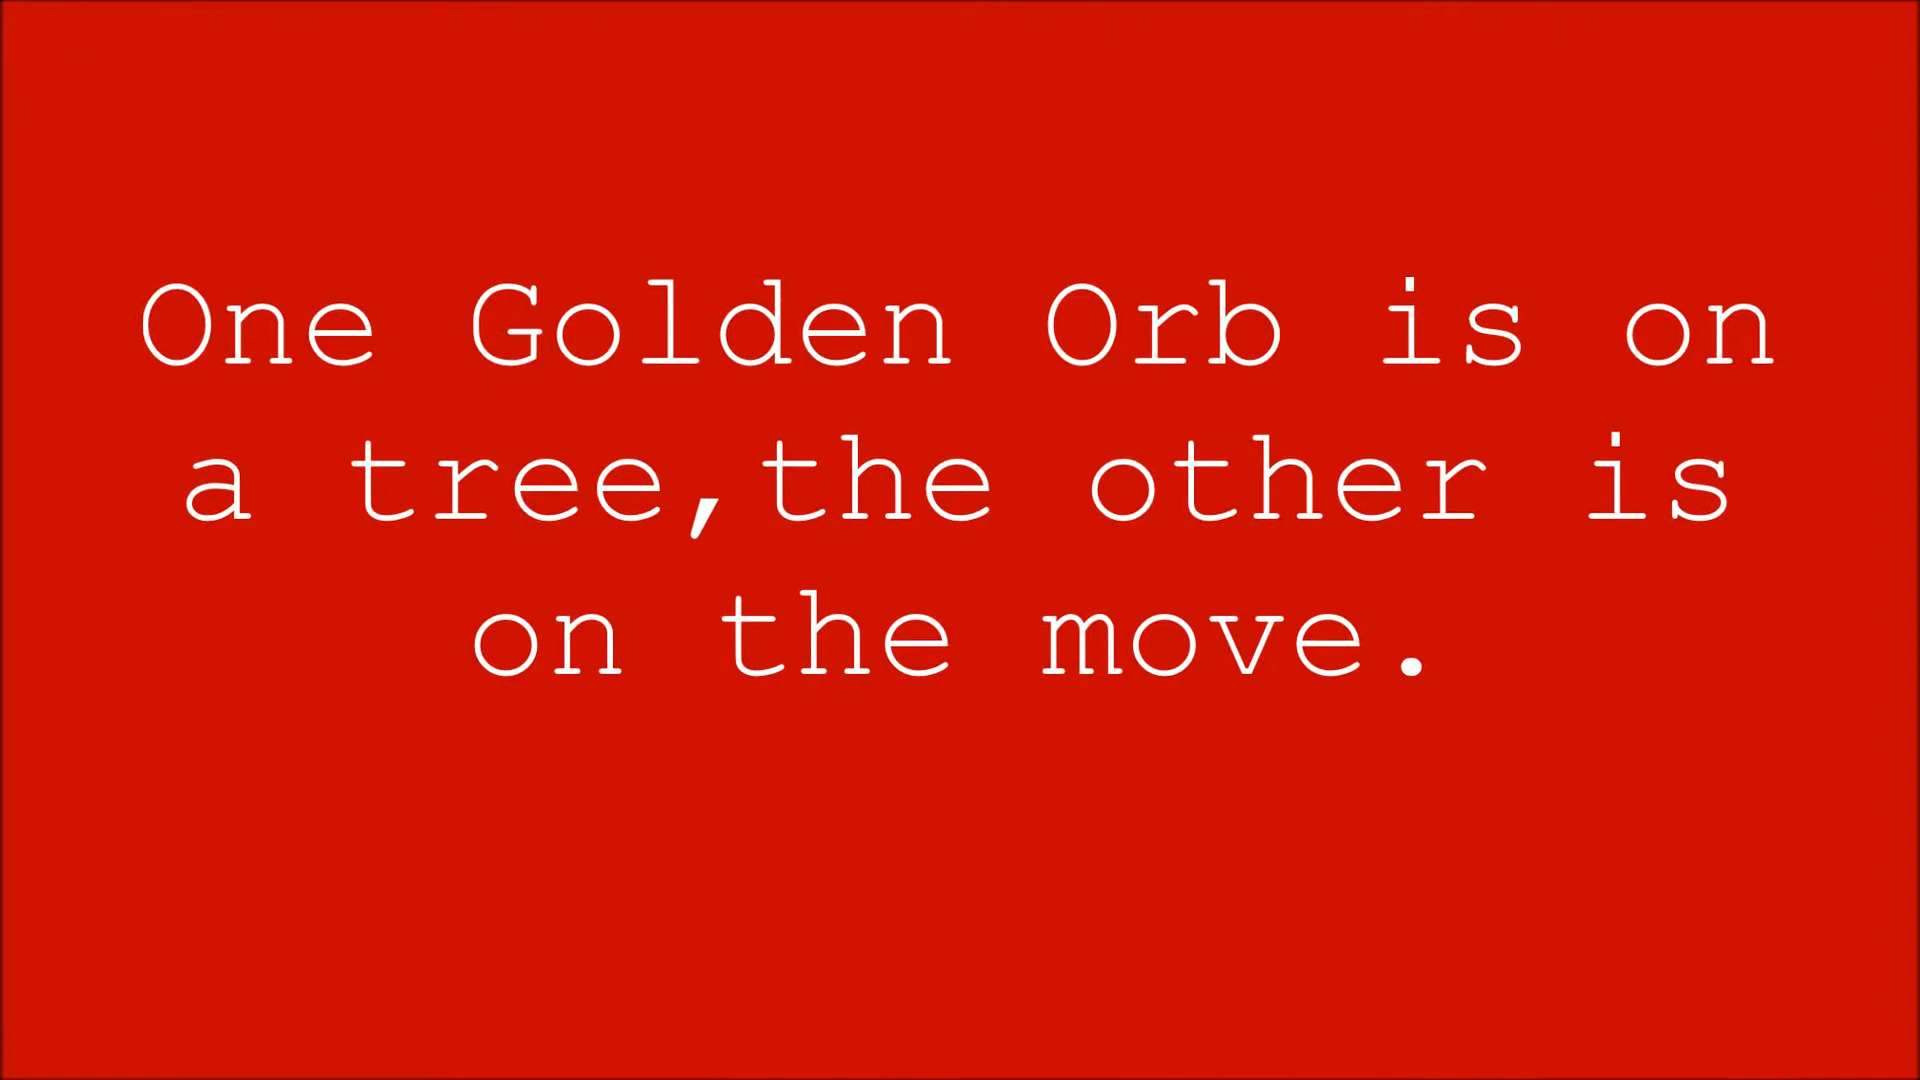 One Golden Orb is on
a tree,the other is
on the move.